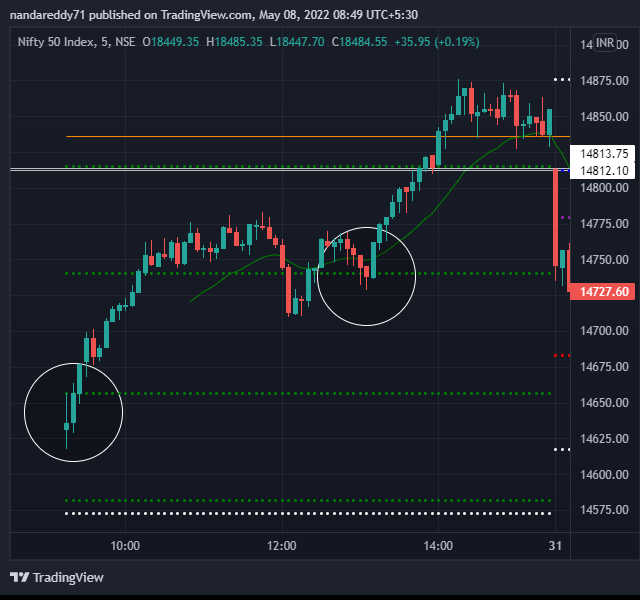 nandareddy71 published on TradingView.com, May 08, 2022 08:49 UTC+5:30
Nifty 50 Index, 5, NSE O18449.35 H18485.35 L18447.70 C18484.55 +35.95 (+0.19%)
INR
14875.00
14850.00
14813.75
14812.10
14800.00
14775.00
14750.00
14727.60
14700.00
14675.00
14650.00
14625.00
14600.00
14575.00
10:00 12:00 14:00 31
TradingView